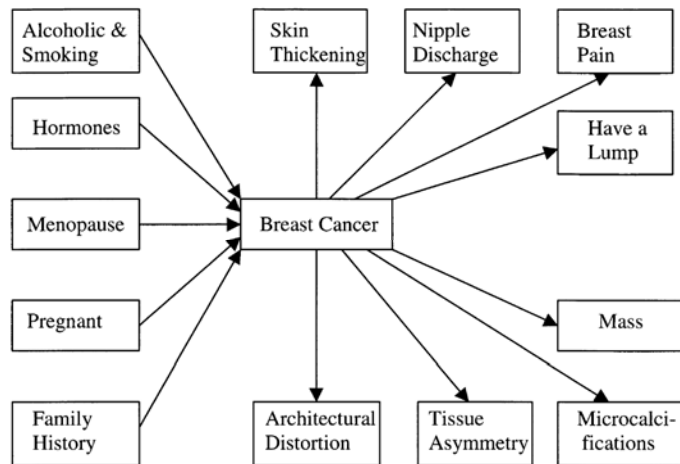 Alcoholic &
Smoking
Skin
Thickening
Nipple
Discharge
Breast
Pain
Hormones
Have a
Lump
Menopause
Breast Cancer
Pregnant
Mass
Family
History
Architectural
Distortion
Tissue
Asymmetry
Microcalci-
fications